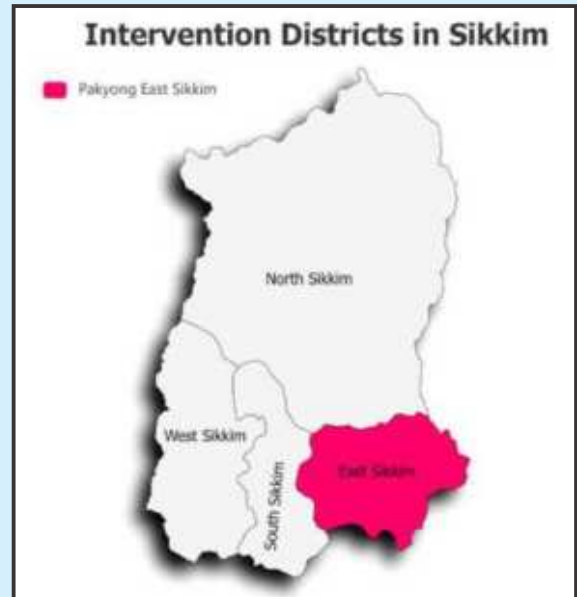 Intervention Districts in Sikkim
Pakyong East Sikkim
North Sikkim
West Sikkim
South Sikkim
East Sikkim